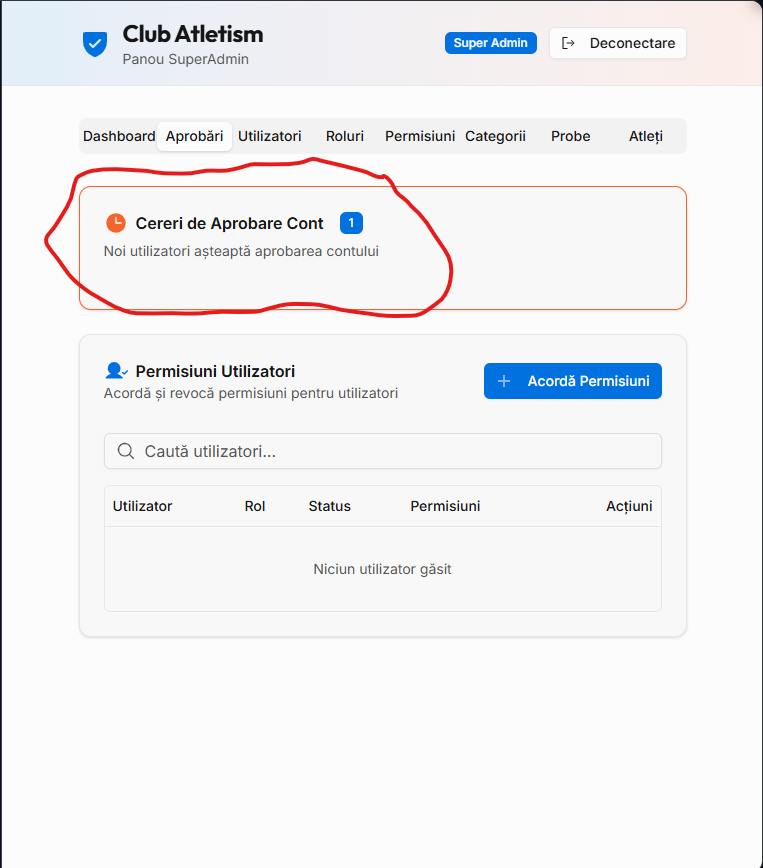 Club Atletism
Panou SuperAdmin
Super Admin
Deconectare
Dashboard Aprobări Utilizatori Roluri Permisiuni Categorii Probe Atleți
Cereri de Aprobare Cont 1
Noi utilizatori așteaptă aprobarea contului
Permisiuni Utilizatori
Acordă și revocă permisiuni pentru utilizatori
Acordă Permisiuni
Caută utilizatori...
Utilizator Rol Status Permisiuni Acțiuni
Niciun utilizator găsit